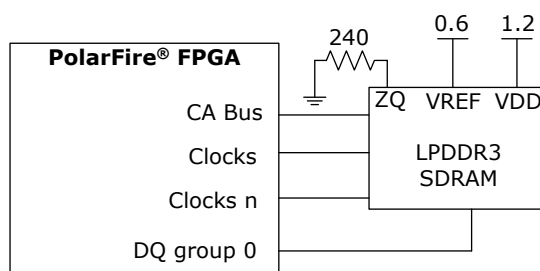 240
0.6
1.2
PolarFire® FPGA
ZQ
VREF
VDD
CA Bus
LPDDR3
SDRAM
Clocks
Clocks n
DQ group 0